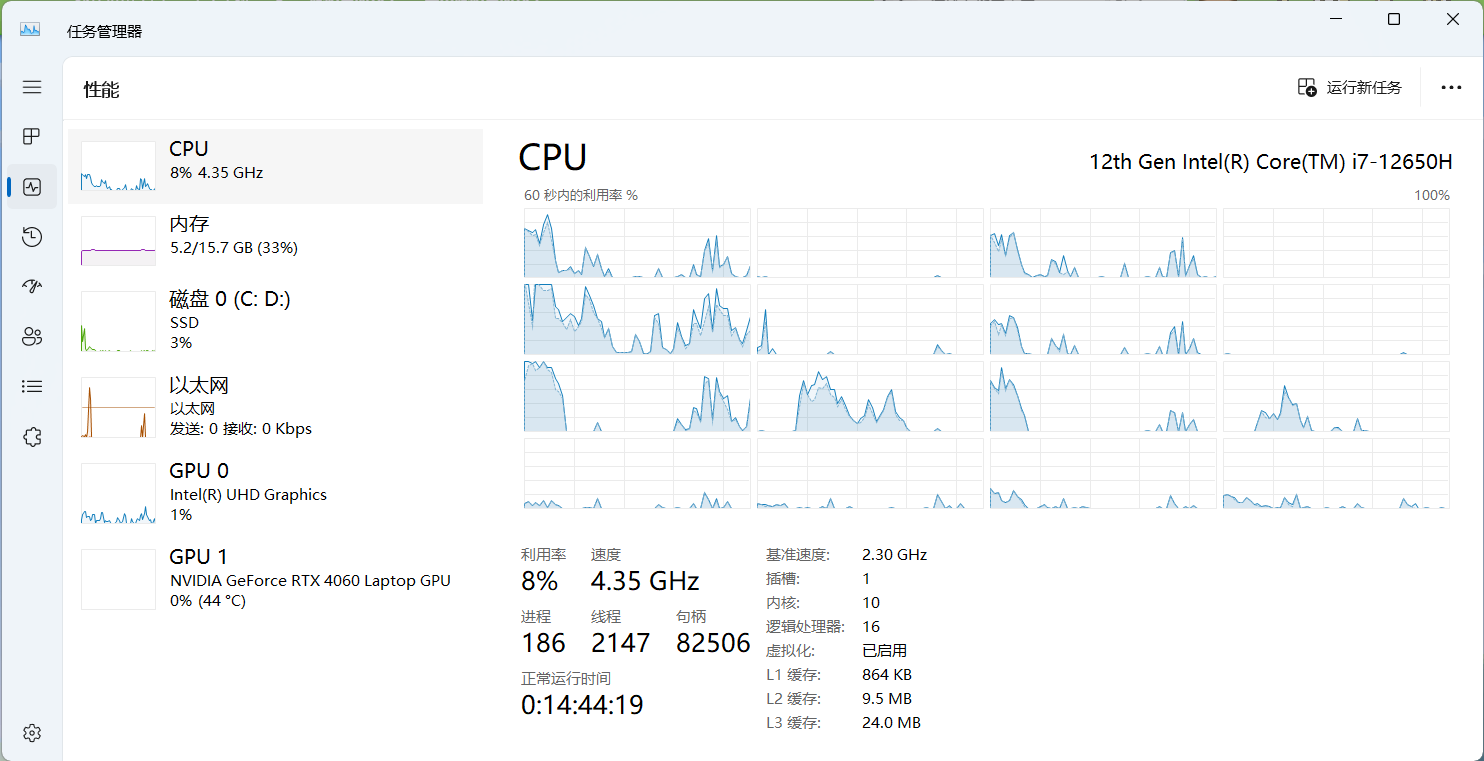 任务管理器
性能
运行新任务
CPU
8% 4.35 GHz
内存
5.2/15.7 GB (33%)
磁盘 0 (C: D:)
SSD
3%
以太网
以太网
发送: 0 接收: 0 Kbps
GPU 0
Intel(R) UHD Graphics
1%
GPU 1
NVIDIA GeForce RTX 4060 Laptop GPU
0% (44 °C)
CPU
12th Gen Intel(R) Core(TM) i7-12650H
60 秒内的利用率 %
100%
利用率
速度
8%
4.35 GHz
进程
线程
句柄
186
2147
82506
正常运行时间
0:14:44:19
基准速度:
2.30 GHz
插槽:
1
内核:
10
逻辑处理器:
16
虚拟化:
已启用
L1 缓存:
864 KB
L2 缓存:
9.5 MB
L3 缓存:
24.0 MB